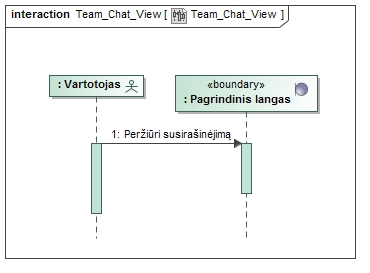 interaction Team_Chat_View [ Team_Chat_View ]
: Vartotojas
«boundary»
: Pagrindinis langas
1: Peržiūri susirašinėjimą